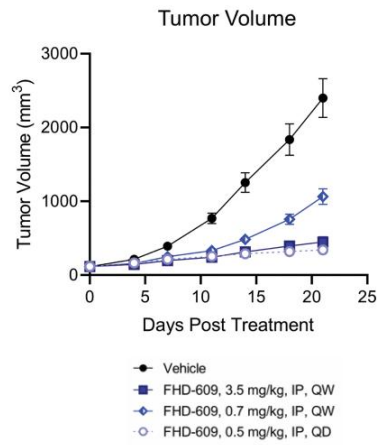 Tumor Volume
3000
2000
1000
0
Tumor Volume (mm³)
0 5 10 15 20 25
Days Post Treatment
Vehicle
FHD-609, 3.5 mg/kg, IP, QW
FHD-609, 0.7 mg/kg, IP, QW
FHD-609, 0.5 mg/kg, IP, QD